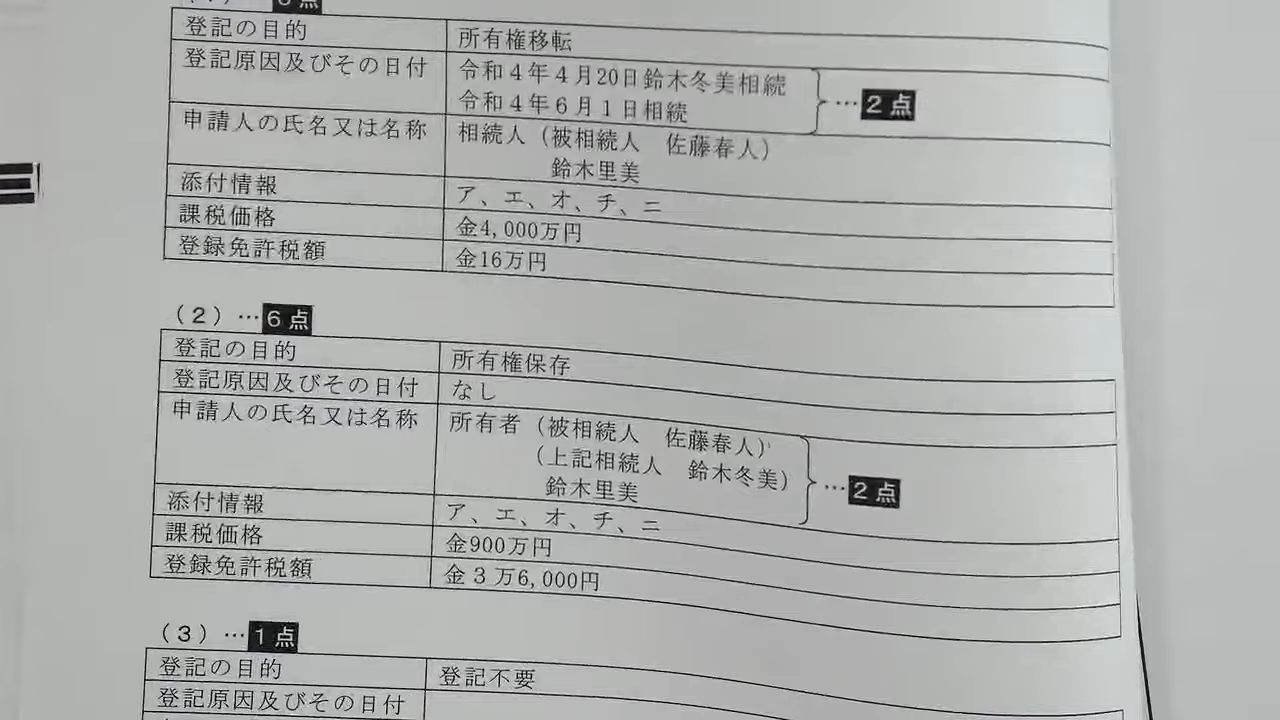 登記の目的 所有権移転
登記原因及びその日付 令和4年4月20日鈴木冬美相続
令和4年6月1日相続
…2点
申請人の氏名又は名称 相続人（被相続人 佐藤春人）
鈴木里美
添付情報 ア、エ、オ、チ、ニ
課税価格 金4,000万円
登録免許税額 金16万円
（2）…6点
登記の目的 所有権保存
登記原因及びその日付 なし
申請人の氏名又は名称 所有者（被相続人 佐藤春人）
（上記相続人 鈴木冬美）
鈴木里美
…2点
添付情報 ア、エ、オ、チ、ニ
課税価格 金900万円
登録免許税額 金3万6,000円
（3）…1点
登記の目的 登記不要
登記原因及びその日付